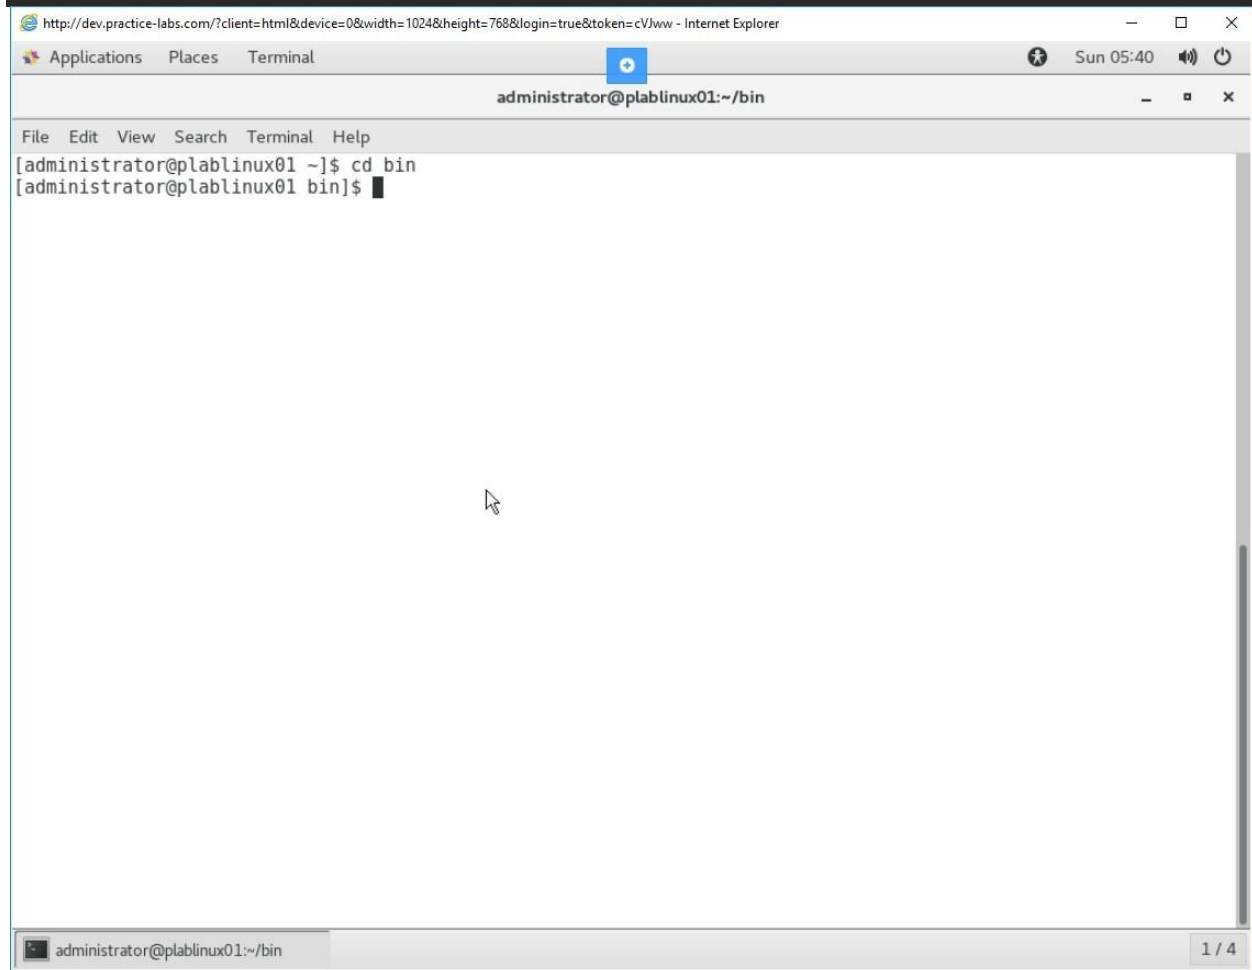 http://dev.practice-labs.com/?client=html&device=0&width=1024&height=768&login=true&token=cVJww - Internet Explorer
Applications Places Terminal Sun 05:40
administrator@plablinux01:~/bin
File Edit View Search Terminal Help
[administrator@plablinux01 ~]$ cd bin
[administrator@plablinux01 bin]$
administrator@plablinux01:~/bin 1 / 4